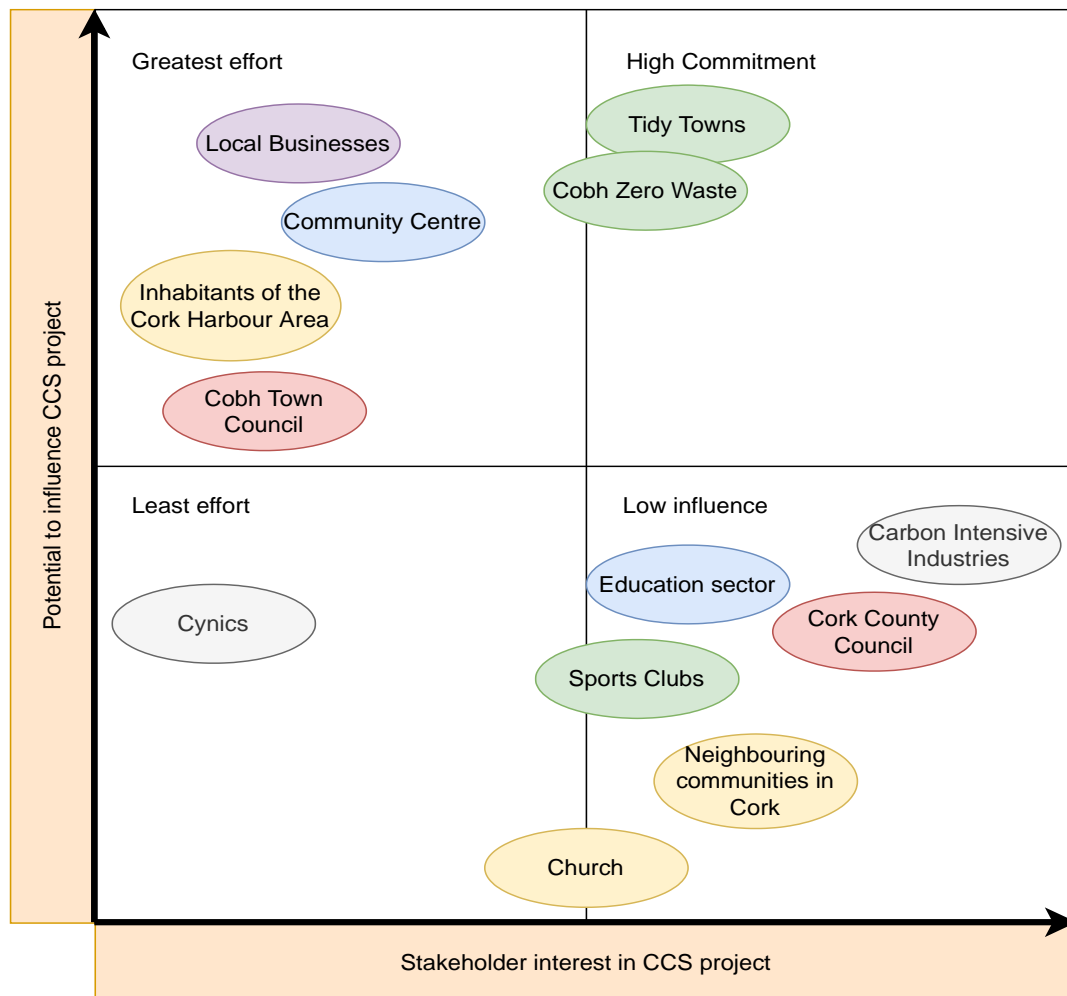 Greatest effort
High Commitment
Tidy Towns
Local Businesses
Cobh Zero Waste
Community Centre
Inhabitants of the
Cork Harbour Area
Cobh Town
Council
Potential to influence CCS project
Least effort
Low influence
Carbon Intensive
Industries
Education sector
Cynics
Cork County
Council
Sports Clubs
Neighbouring
communities in
Cork
Church
Stakeholder interest in CCS project